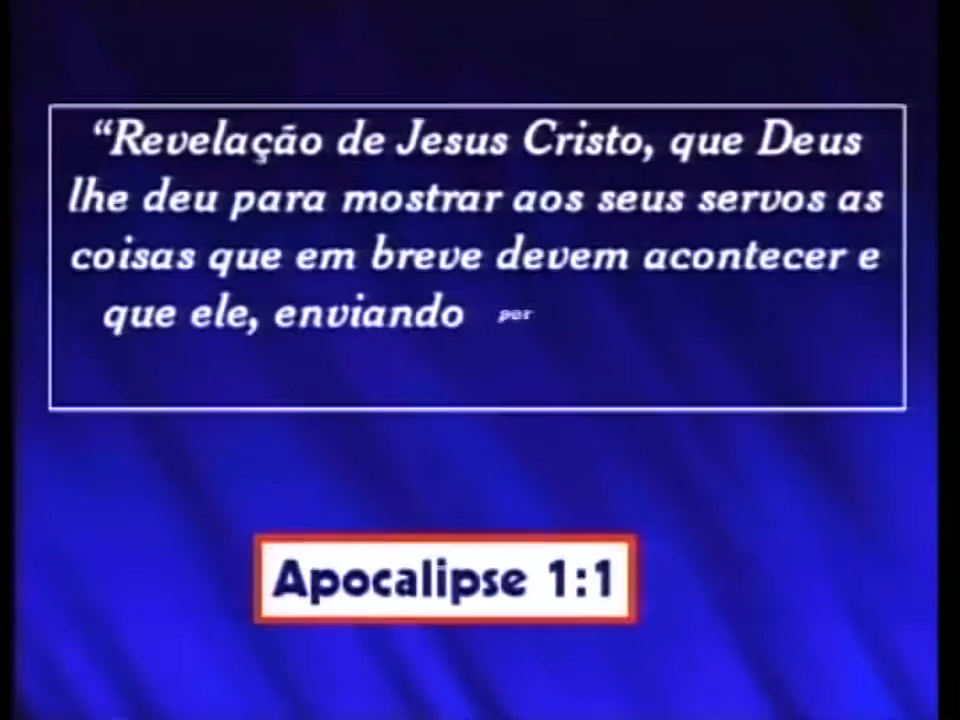 “Revelação de Jesus Cristo, que Deus
lhe deu para mostrar aos seus servos as
coisas que em breve devem acontecer e
que ele, enviando por
Apocalipse 1:1